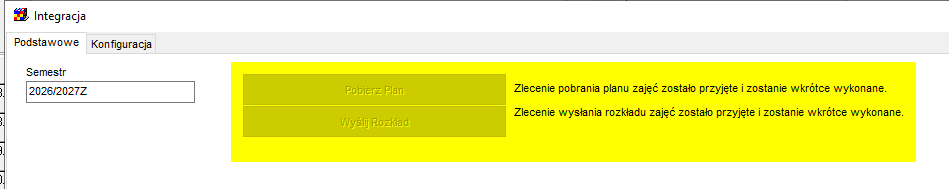 Integracja
Podstawowe Konfiguracja
Semestr
2026/2027Z
Pobierz Plan
Zlecenie pobrania planu zajęć zostało przyjęte i zostanie wkrótce wykonane.
Wyślij Rozkład
Zlecenie wysłania rozkładu zajęć zostało przyjęte i zostanie wkrótce wykonane.